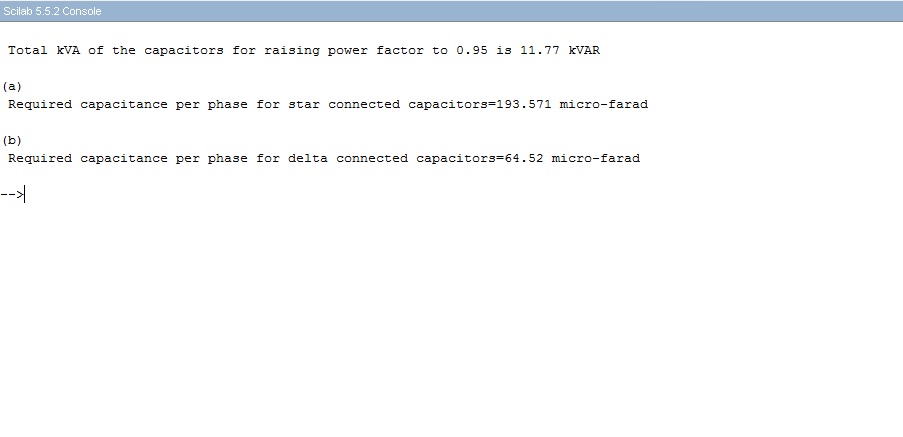 Scilab 5.5.2 Console
Total kVA of the capacitors for raising power factor to 0.95 is 11.77 kVAR
(a)
Required capacitance per phase for star connected capacitors=193.571 micro-farad
(b)
Required capacitance per phase for delta connected capacitors=64.52 micro-farad
-->